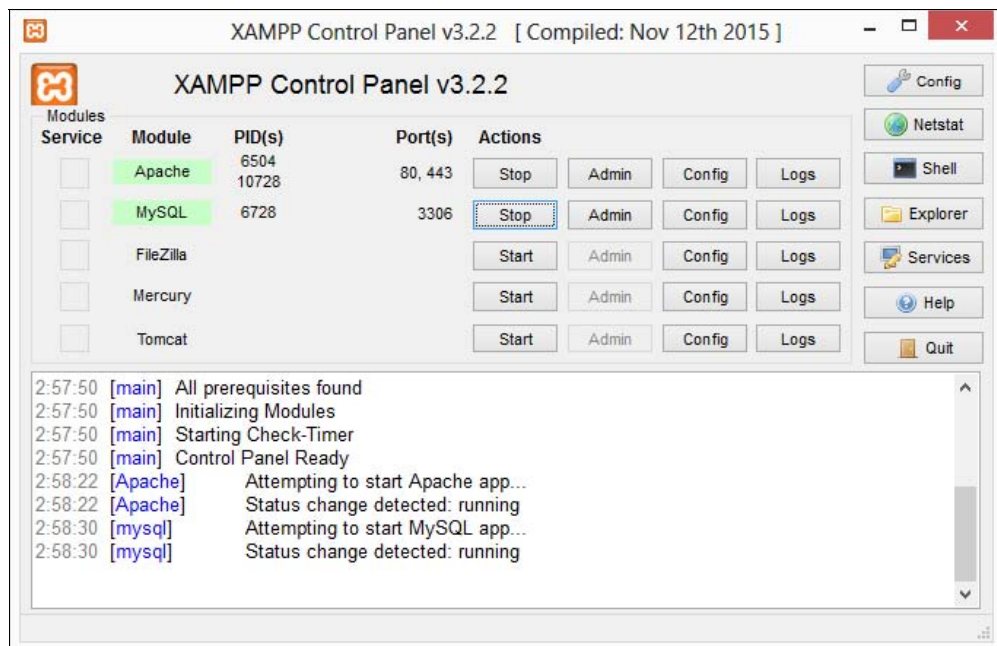 XAMPP Control Panel v3.2.2 [ Compiled: Nov 12th 2015 ]
XAMPP Control Panel v3.2.2
Config
Modules
Netstat
Service Module PID(s) Port(s) Actions
Apache 6504 10728 80, 443 Stop Admin Config Logs
Shell
MySQL 6728 3306 Stop Admin Config Logs
Explorer
FileZilla Start Admin Config Logs
Services
Mercury Start Admin Config Logs
Help
Tomcat Start Admin Config Logs
Quit
2:57:50 [main] All prerequisites found
2:57:50 [main] Initializing Modules
2:57:50 [main] Starting Check-Timer
2:57:50 [main] Control Panel Ready
2:58:22 [Apache] Attempting to start Apache app...
2:58:22 [Apache] Status change detected: running
2:58:30 [mysql] Attempting to start MySQL app...
2:58:30 [mysql] Status change detected: running